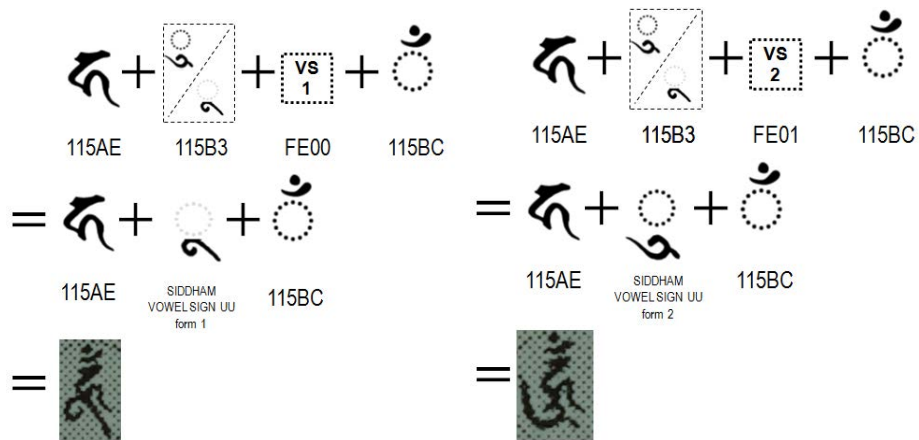 𑖮 + ◌𑖳 + VS 1 + ◌𑖼
115AE 115B3 FE00 115BC
= 𑖮 + ◌𑖳 + ◌𑖼
115AE SIDDHAM VOWEL SIGN UU form 1 115BC
= 𑖮𑖳𑖼
𑖮 + ◌𑖳 + VS 2 + ◌𑖼
115AE 115B3 FE01 115BC
= 𑖮 + ◌𑖳 + ◌𑖼
115AE SIDDHAM VOWEL SIGN UU form 2 115BC
= 𑖮𑖳𑖼